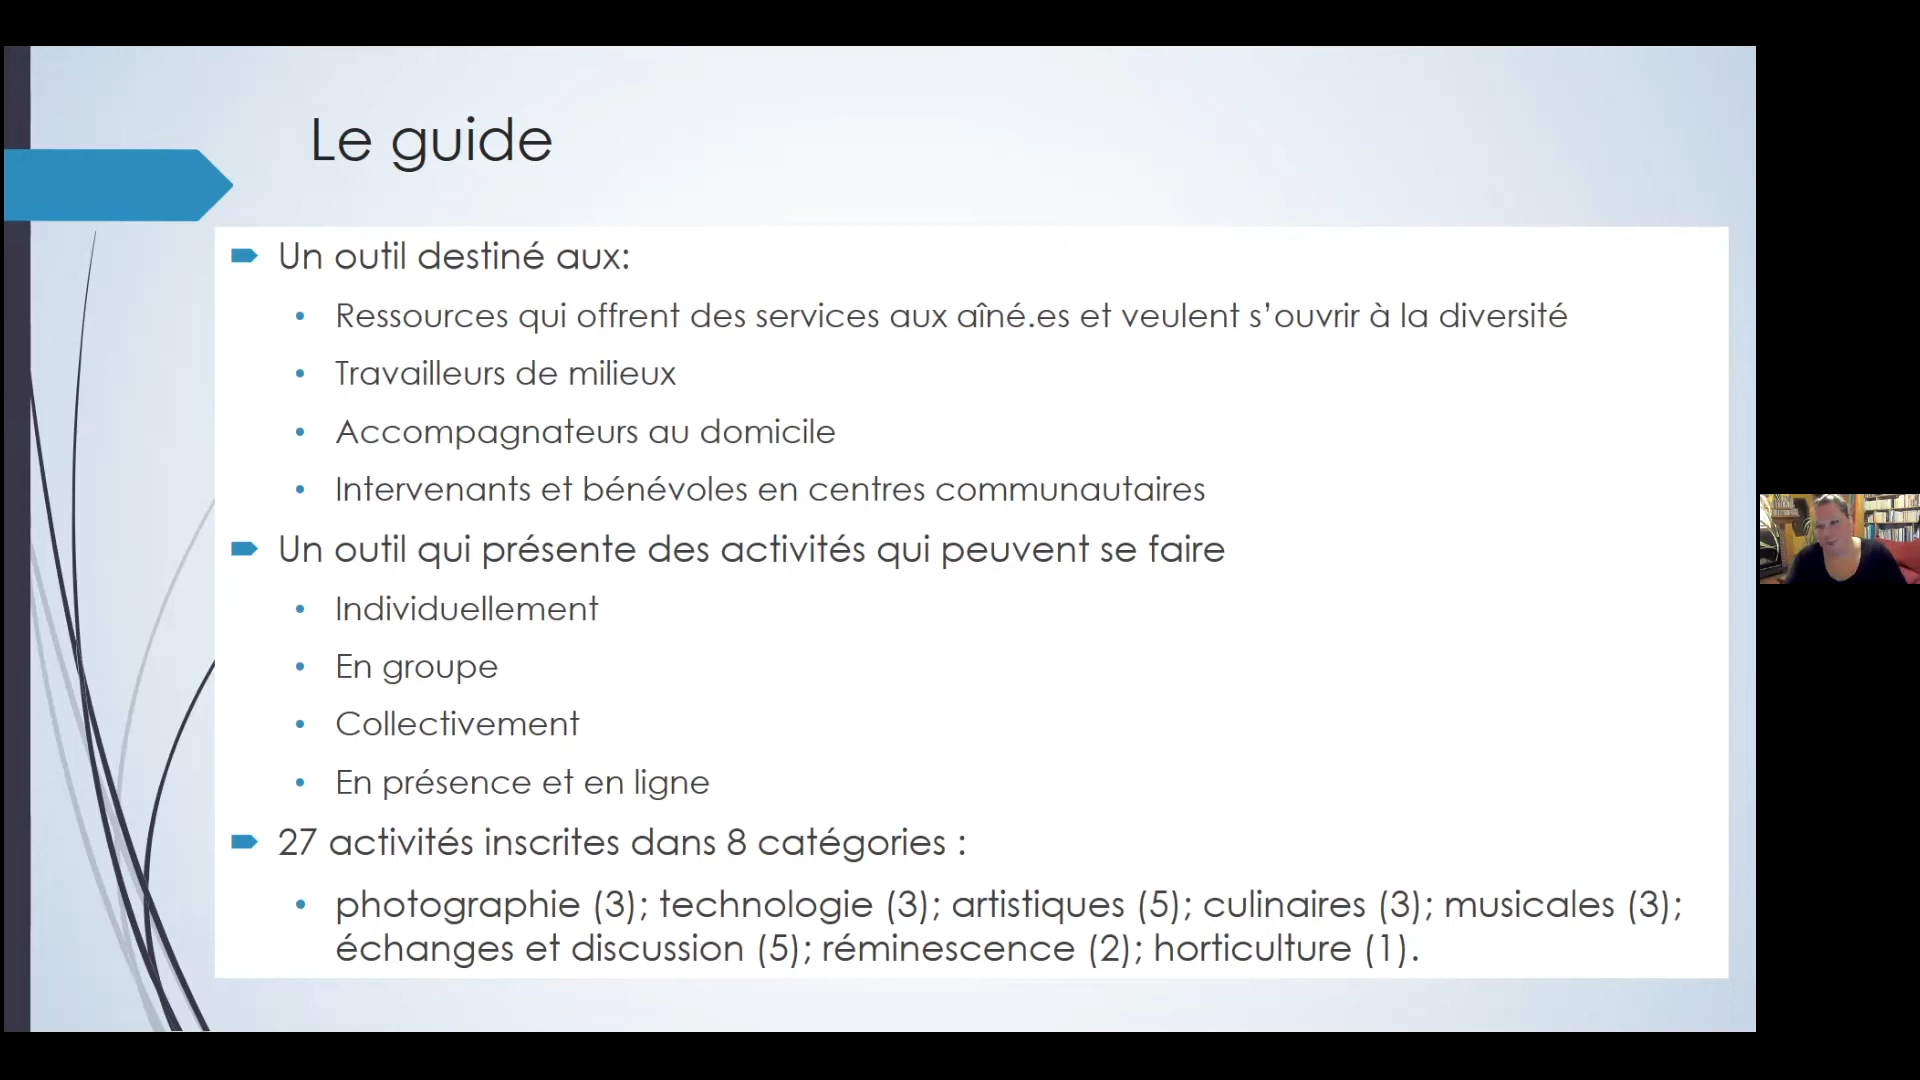 Le guide
Un outil destiné aux:
• Ressources qui offrent des services aux aîné.es et veulent s’ouvrir à la diversité
• Travailleurs de milieux
• Accompagnateurs au domicile
• Intervenants et bénévoles en centres communautaires
Un outil qui présente des activités qui peuvent se faire
• Individuellement
• En groupe
• Collectivement
• En présence et en ligne
27 activités inscrites dans 8 catégories :
• photographie (3); technologie (3); artistiques (5); culinaires (3); musicales (3);
échanges et discussion (5); réminescence (2); horticulture (1).